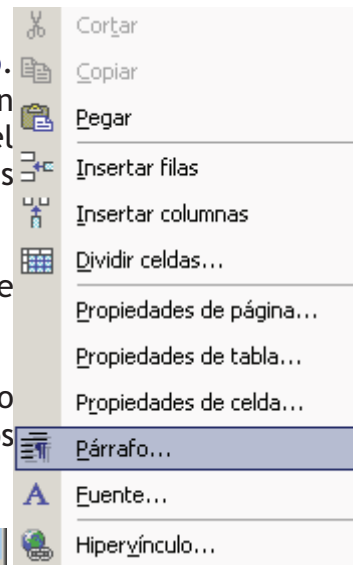 Cortar
Copiar
Pegar
Insertar filas
Insertar columnas
Dividir celdas...
Propiedades de página...
Propiedades de tabla...
Propiedades de celda...
Párrafo...
Fuente...
Hipervínculo...